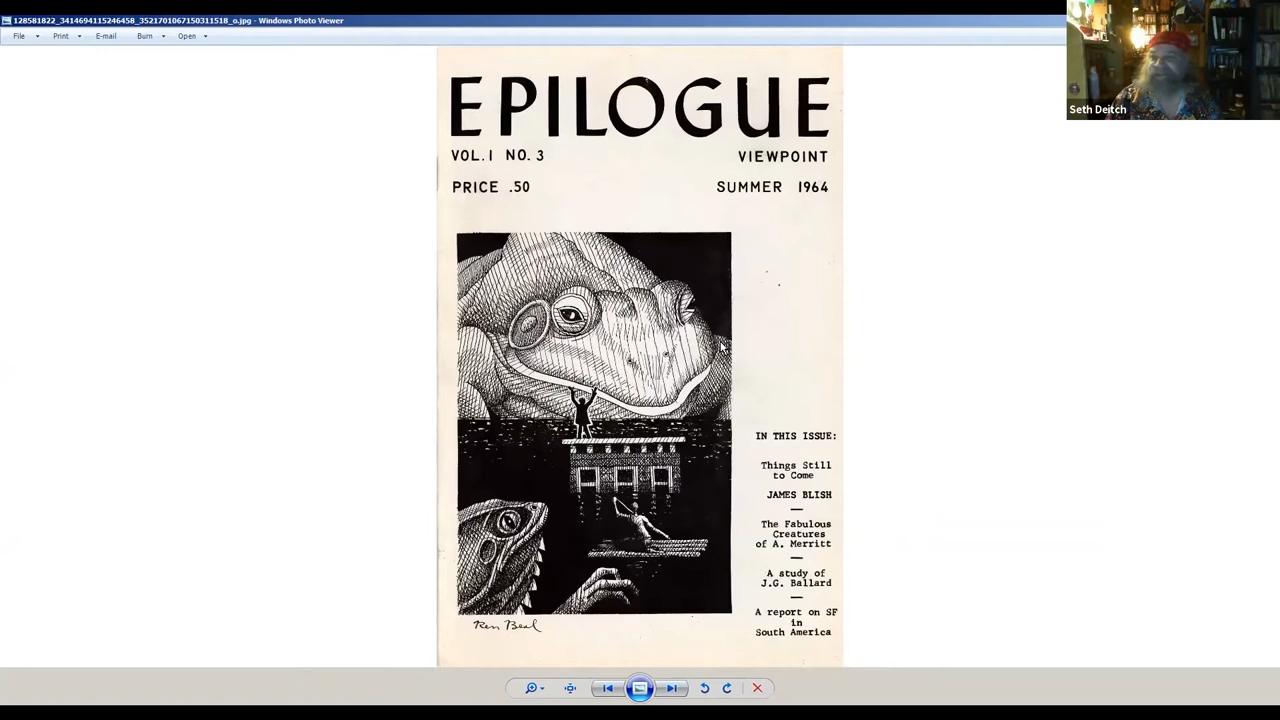 128581822_3414694115246458_3521701067150311518_o.jpg - Windows Photo Viewer
File Print E-mail Burn Open
Seth Deitch
EPILOGUE
VOL.I NO. 3 VIEWPOINT
PRICE .50 SUMMER 1964
IN THIS ISSUE:
Things Still
to Come
JAMES BLISH
The Fabulous
Creatures
of A. Merritt
A study of
J.G. Ballard
A report on SF
in
South America
Ken Beal